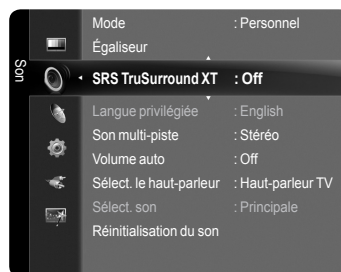 Son
Mode : Personnel
Égaliseur
SRS TruSurround XT : Off
Langue privilégiée : English
Son multi-piste : Stéréo
Volume auto : Off
Sélect. le haut-parleur : Haut-parleur TV
Sélect. son : Principale
Réinitialisation du son